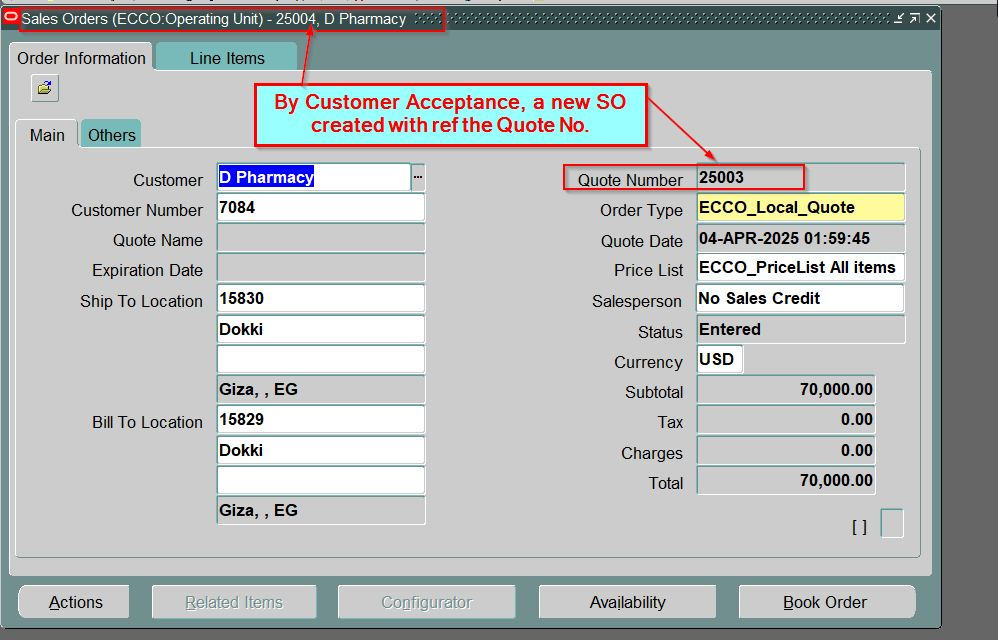 Sales Orders (ECCO:Operating Unit) - 25004, D Pharmacy
Order Information
Line Items
By Customer Acceptance, a new SO
created with ref the Quote No.
Main
Others
Customer D Pharmacy ...
Customer Number 7084
Quote Name
Expiration Date
Ship To Location 15830
Dokki
Giza, , EG
Bill To Location 15829
Dokki
Giza, , EG
Quote Number 25003
Order Type ECCO_Local_Quote
Quote Date 04-APR-2025 01:59:45
Price List ECCO_PriceList All items
Salesperson No Sales Credit
Status Entered
Currency USD
Subtotal 70,000.00
Tax 0.00
Charges 0.00
Total 70,000.00
[ ]
Actions
Related Items
Configurator
Availability
Book Order